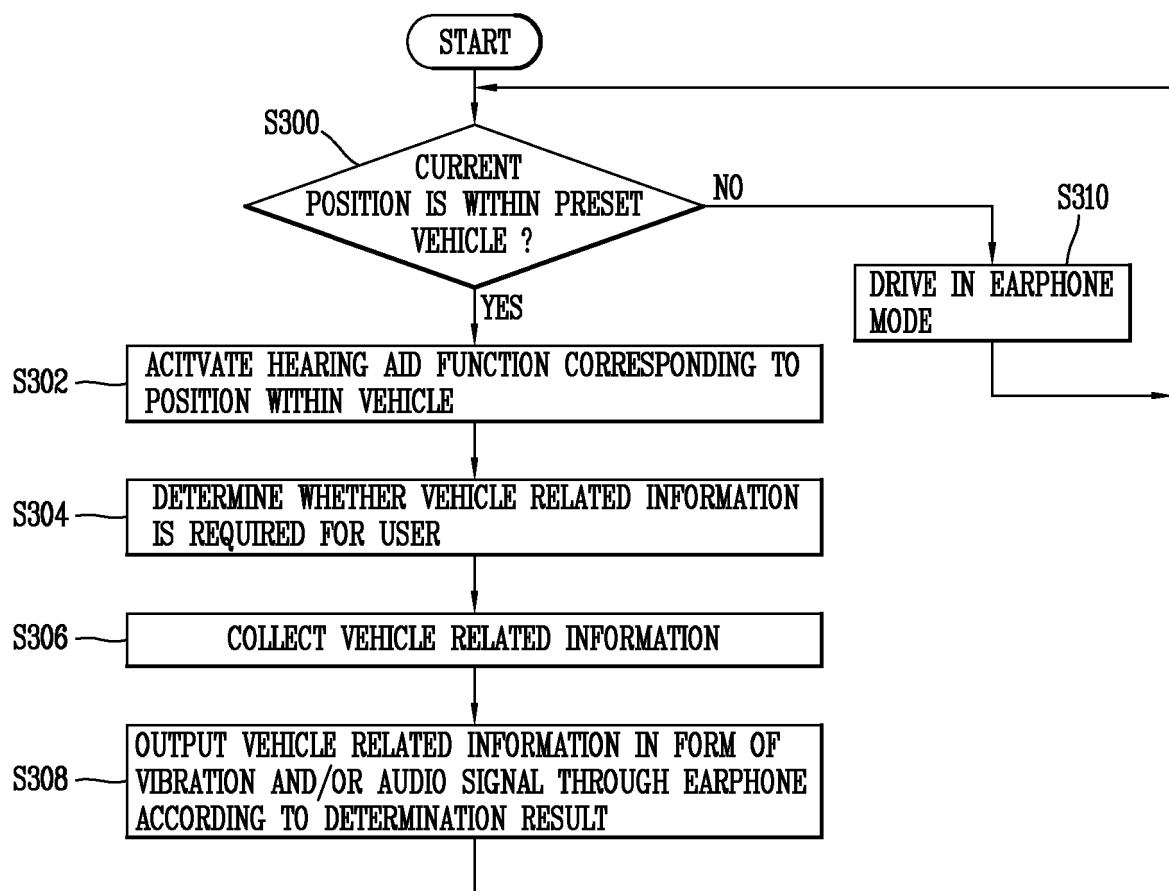 START
S300
CURRENT
POSITION IS WITHIN PRESET
VEHICLE ?
NO
YES
S310
DRIVE IN EARPHONE
MODE
S302
ACITVATE HEARING AID FUNCTION CORRESPONDING TO
POSITION WITHIN VEHICLE
S304
DETERMINE WHETHER VEHICLE RELATED INFORMATION
IS REQUIRED FOR USER
S306
COLLECT VEHICLE RELATED INFORMATION
S308
OUTPUT VEHICLE RELATED INFORMATION IN FORM OF
VIBRATION AND/OR AUDIO SIGNAL THROUGH EARPHONE
ACCORDING TO DETERMINATION RESULT